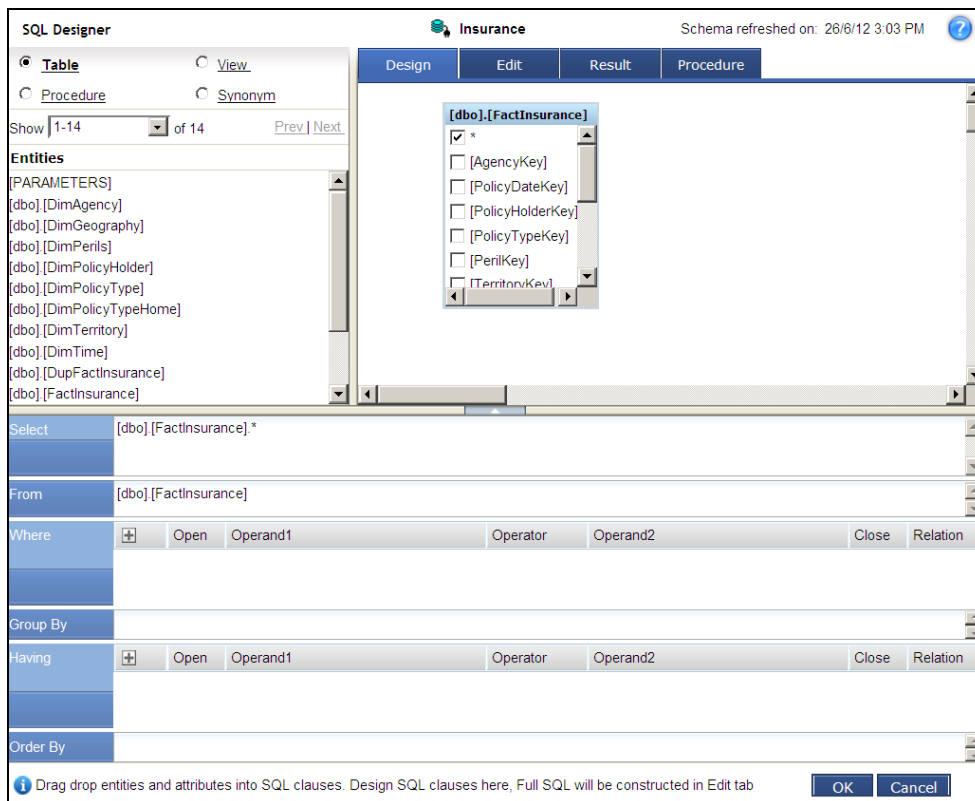 SQL Designer
Insurance
Schema refreshed on: 26/6/12 3:03 PM
?
Table
View
Procedure
Synonym
Show 1-14 of 14 Prev | Next
Entities
[PARAMETERS]
[dbo].[DimAgency]
[dbo].[DimGeography]
[dbo].[DimPerils]
[dbo].[DimPolicyHolder]
[dbo].[DimPolicyType]
[dbo].[DimPolicyTypeHome]
[dbo].[DimTerritory]
[dbo].[DimTime]
[dbo].[DupFactInsurance]
[dbo].[FactInsurance]
Design Edit Result Procedure
[dbo].[FactInsurance]
*
[AgencyKey]
[PolicyDateKey]
[PolicyHolderKey]
[PolicyTypeKey]
[PerilKey]
[TerritoryKey]
Select [dbo].[FactInsurance].*
From [dbo].[FactInsurance]
Where + Open Operand1 Operator Operand2 Close Relation
Group By
Having + Open Operand1 Operator Operand2 Close Relation
Order By
i Drag drop entities and attributes into SQL clauses. Design SQL clauses here, Full SQL will be constructed in Edit tab
OK Cancel